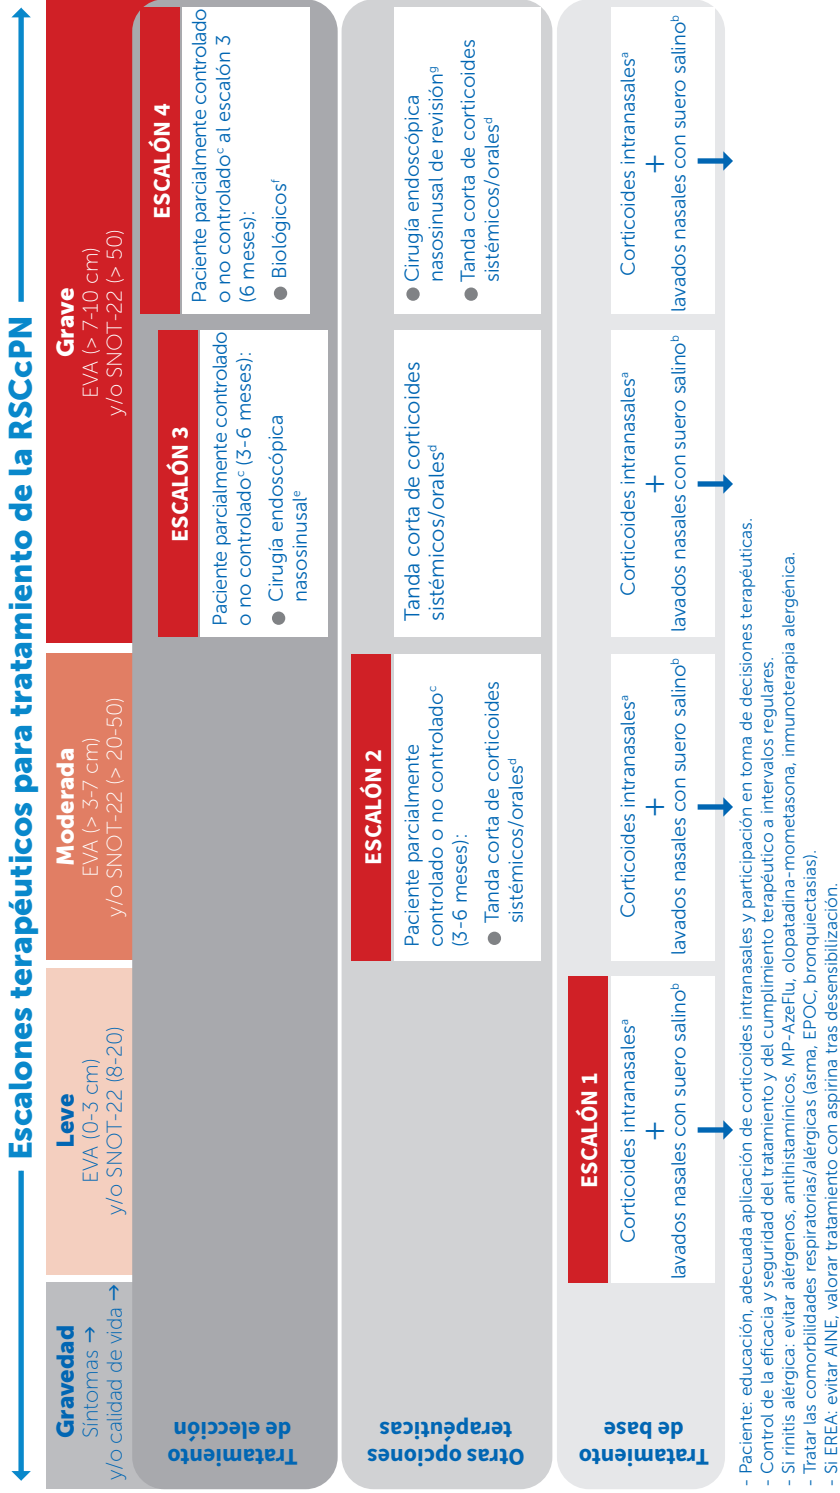 Escalones terapéuticos para tratamiento de la RSCcPN
Gravedad
Síntomas →
y/o calidad de vida →
Leve
EVA (0-3 cm)
y/o SNOT-22 (8-20)
Moderada
EVA (> 3-7 cm)
y/o SNOT-22 (> 20-50)
Grave
EVA (> 7-10 cm)
y/o SNOT-22 (> 50)
Tratamiento
de elección
ESCALÓN 3
Paciente parcialmente controlado
o no controladoᶜ (3-6 meses):
● Cirugía endoscópica
nasosinusalᵉ
ESCALÓN 4
Paciente parcialmente controlado
o no controladoᶜ al escalón 3
(6 meses):
● Biológicosᶠ
Otras opciones
terapéuticas
ESCALÓN 2
Paciente parcialmente
controlado o no controladoᶜ
(3-6 meses):
● Tanda corta de corticoides
sistémicos/oralesᵈ
Tanda corta de corticoides
sistémicos/oralesᵈ
● Cirugía endoscópica
nasosinusal de revisiónᵍ
● Tanda corta de corticoides
sistémicos/oralesᵈ
Tratamiento
de base
ESCALÓN 1
Corticoides intranasalesᵃ
+
lavados nasales con suero salinoᵇ
Corticoides intranasalesᵃ
+
lavados nasales con suero salinoᵇ
Corticoides intranasalesᵃ
+
lavados nasales con suero salinoᵇ
Corticoides intranasalesᵃ
+
lavados nasales con suero salinoᵇ
- Paciente: educación, adecuada aplicación de corticoides intranasales y participación en toma de decisiones terapéuticas.
- Control de la eficacia y seguridad del tratamiento y del cumplimiento terapéutico a intervalos regulares.
- Si rinitis alérgica: evitar alérgenos, antihistamínicos, MP-AzeFlu, olopatadina-mometasona, inmunoterapia alergénica.
- Tratar las comorbilidades respiratorias/alérgicas (asma, EPOC, bronquiectasias).
- Si EREA: evitar AINE, valorar tratamiento con aspirina tras desensibilización.